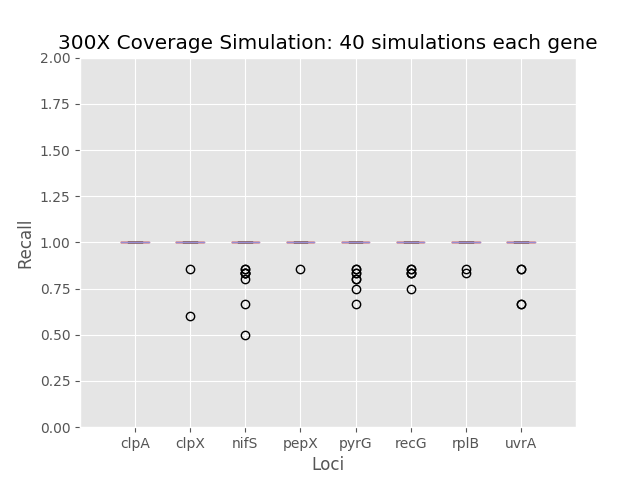 300X Coverage Simulation: 40 simulations each gene
2.00
1.75
1.50
1.25
1.00
0.75
0.50
0.25
0.00
Recall
clpA clpX nifS pepX pyrG recG rplB uvrA
Loci